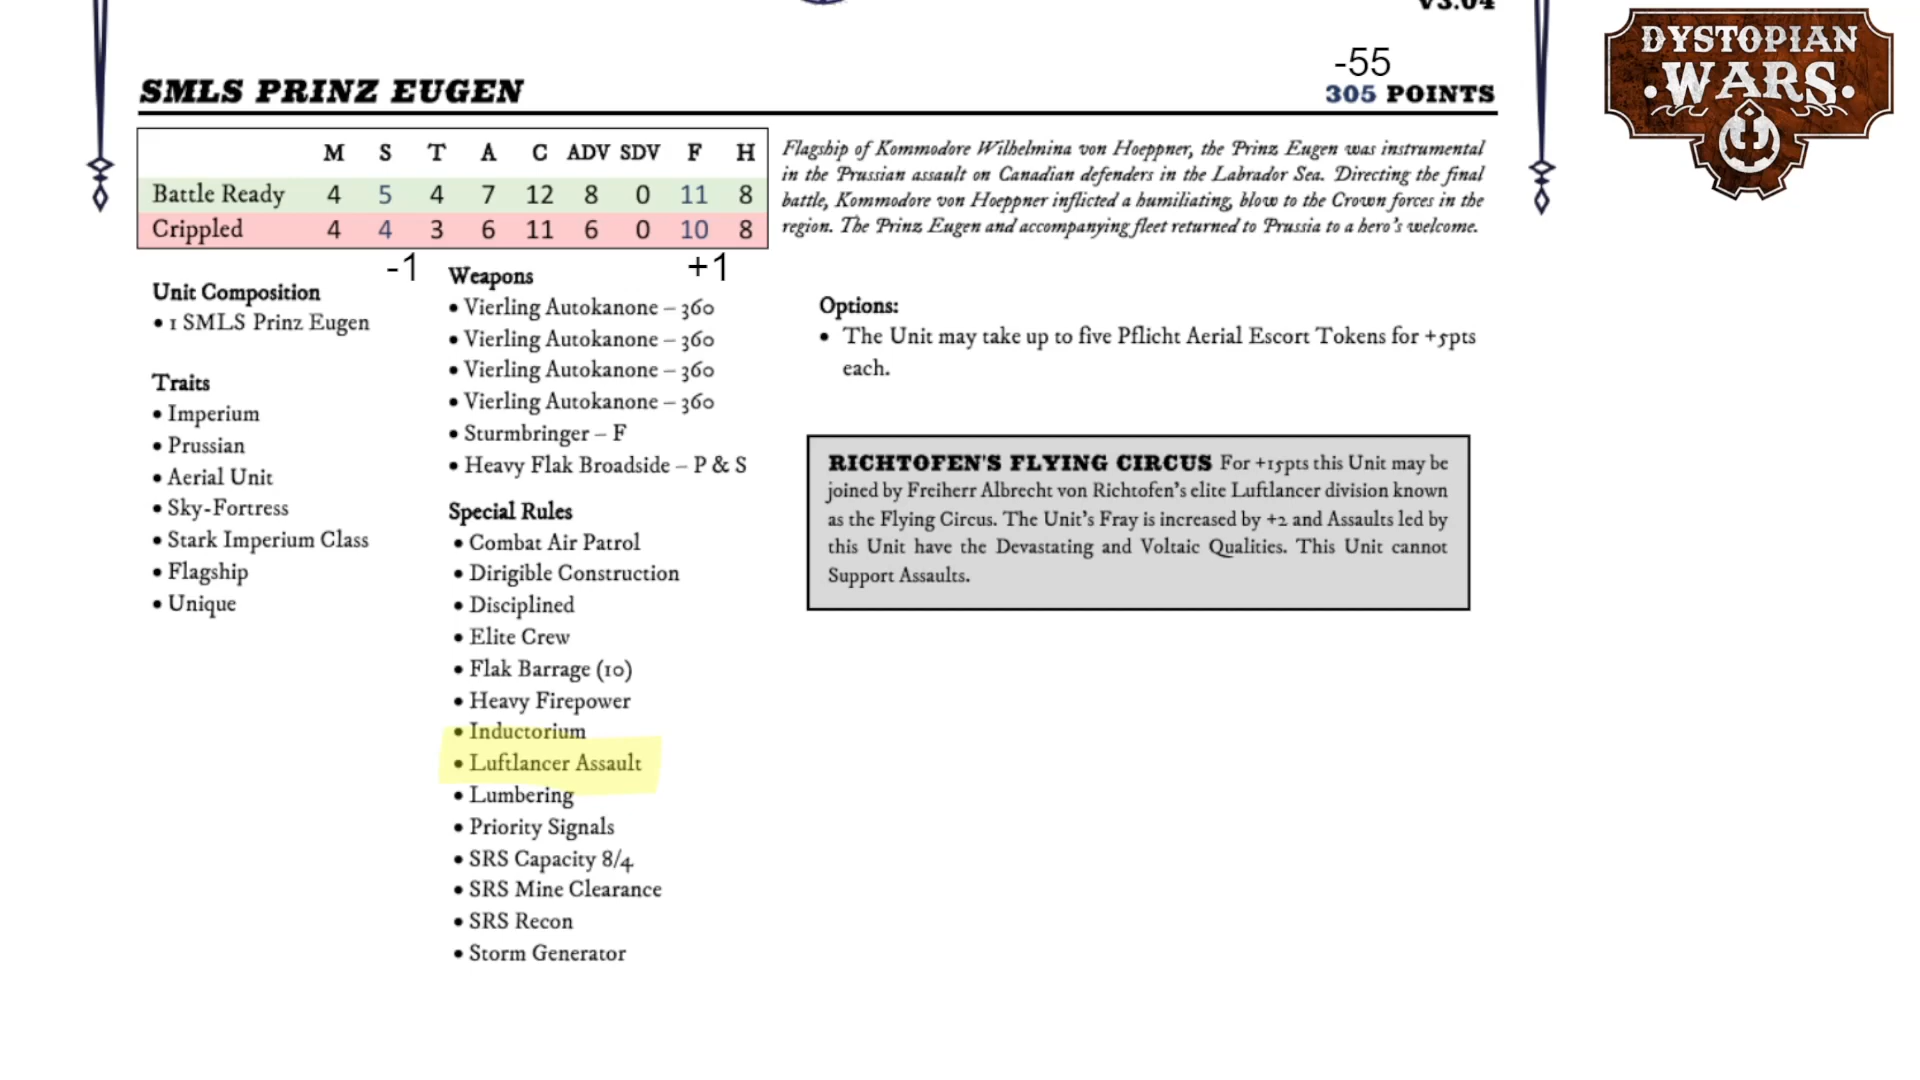 V3.04
-55
SMLS PRINZ EUGEN
305 POINTS
DYSTOPIAN
WARS
M S T A C ADV SDV F H
Battle Ready 4 5 4 7 12 8 0 11 8
Crippled 4 4 3 6 11 6 0 10 8
-1
+1
Flagship of Kommodore Wilhelmina von Hoeppner, the Prinz Eugen was instrumental
in the Prussian assault on Canadian defenders in the Labrador Sea. Directing the final
battle, Kommodore von Hoeppner inflicted a humiliating, blow to the Crown forces in the
region. The Prinz Eugen and accompanying fleet returned to Prussia to a hero's welcome.
Unit Composition
• 1 SMLS Prinz Eugen
Traits
• Imperium
• Prussian
• Aerial Unit
• Sky-Fortress
• Stark Imperium Class
• Flagship
• Unique
Weapons
• Vierling Autokanone – 360
• Vierling Autokanone – 360
• Vierling Autokanone – 360
• Vierling Autokanone – 360
• Sturmbringer – F
• Heavy Flak Broadside – P & S
Special Rules
• Combat Air Patrol
• Dirigible Construction
• Disciplined
• Elite Crew
• Flak Barrage (10)
• Heavy Firepower
• Inductorium
• Luftlancer Assault
• Lumbering
• Priority Signals
• SRS Capacity 8/4
• SRS Mine Clearance
• SRS Recon
• Storm Generator
Options:
• The Unit may take up to five Pflicht Aerial Escort Tokens for +5pts
each.
RICHTOFEN'S FLYING CIRCUS For +15pts this Unit may be
joined by Freiherr Albrecht von Richtofen's elite Luftlancer division known
as the Flying Circus. The Unit's Fray is increased by +2 and Assaults led by
this Unit have the Devastating and Voltaic Qualities. This Unit cannot
Support Assaults.